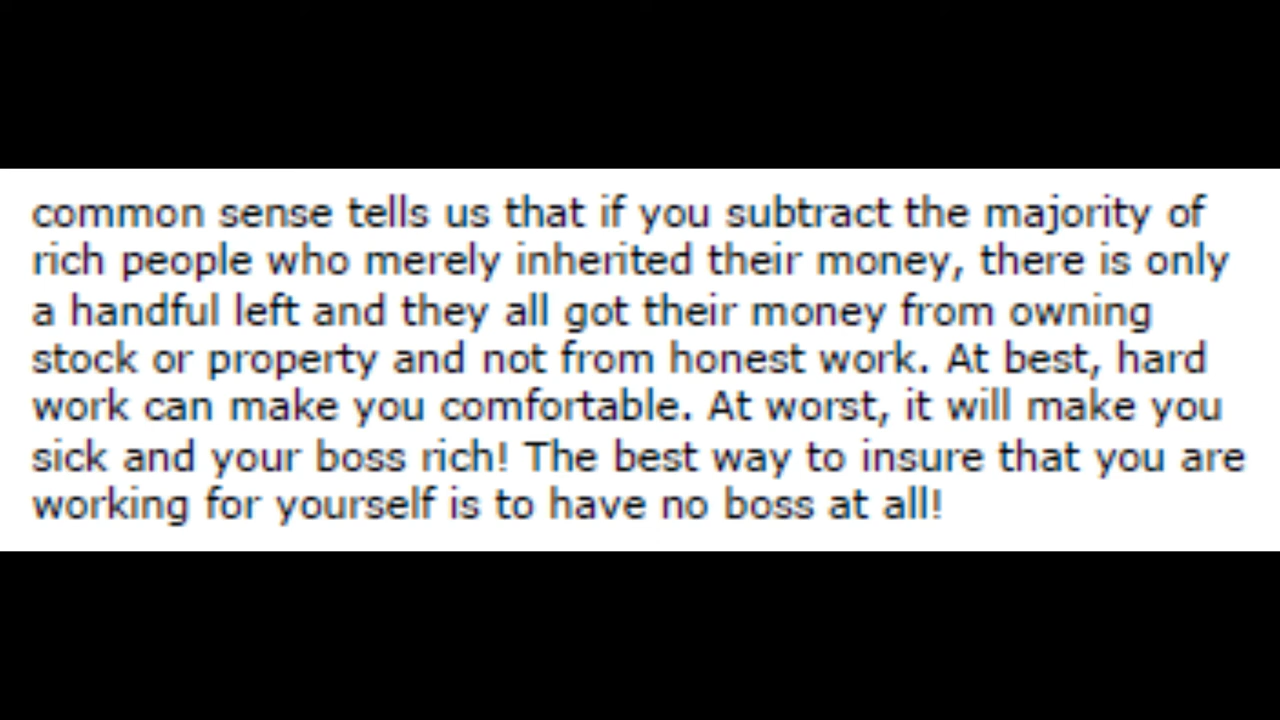 common sense tells us that if you subtract the majority of
rich people who merely inherited their money, there is only
a handful left and they all got their money from owning
stock or property and not from honest work. At best, hard
work can make you comfortable. At worst, it will make you
sick and your boss rich! The best way to insure that you are
working for yourself is to have no boss at all!